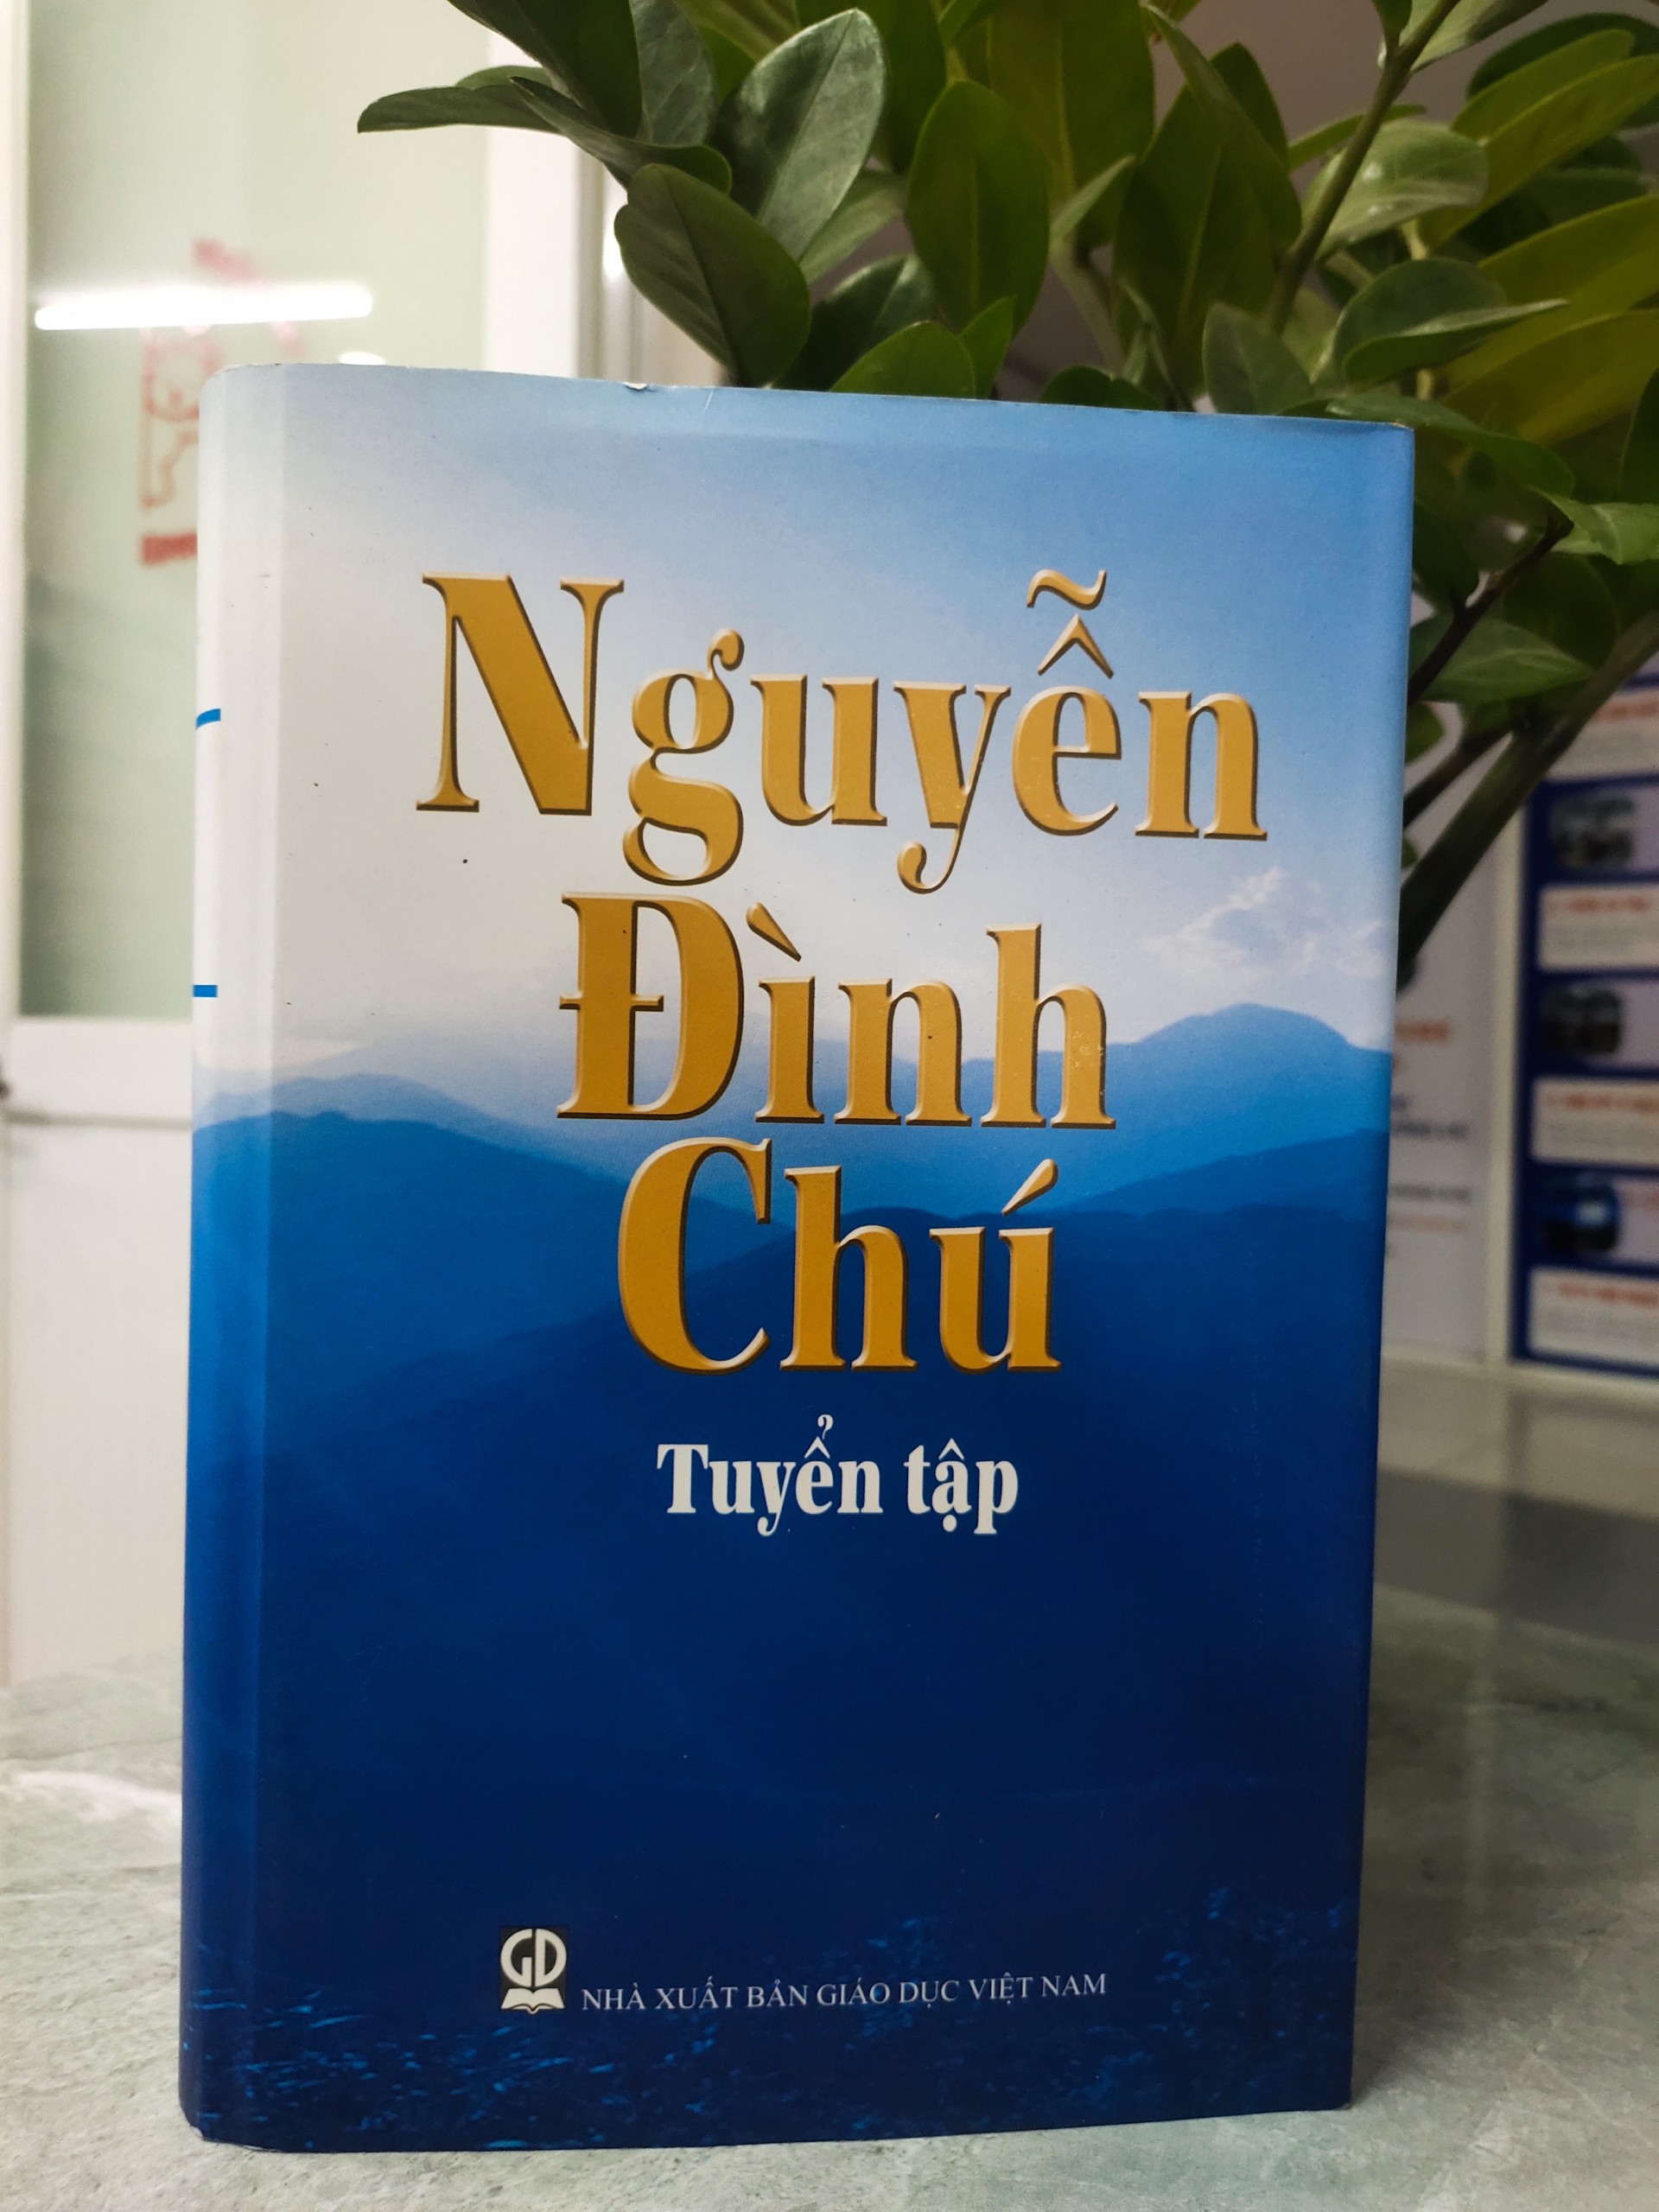 Nguyễn
Đình
Chú
Tuyển tập
GD
NHÀ XUẤT BẢN GIÁO DỤC VIỆT NAM